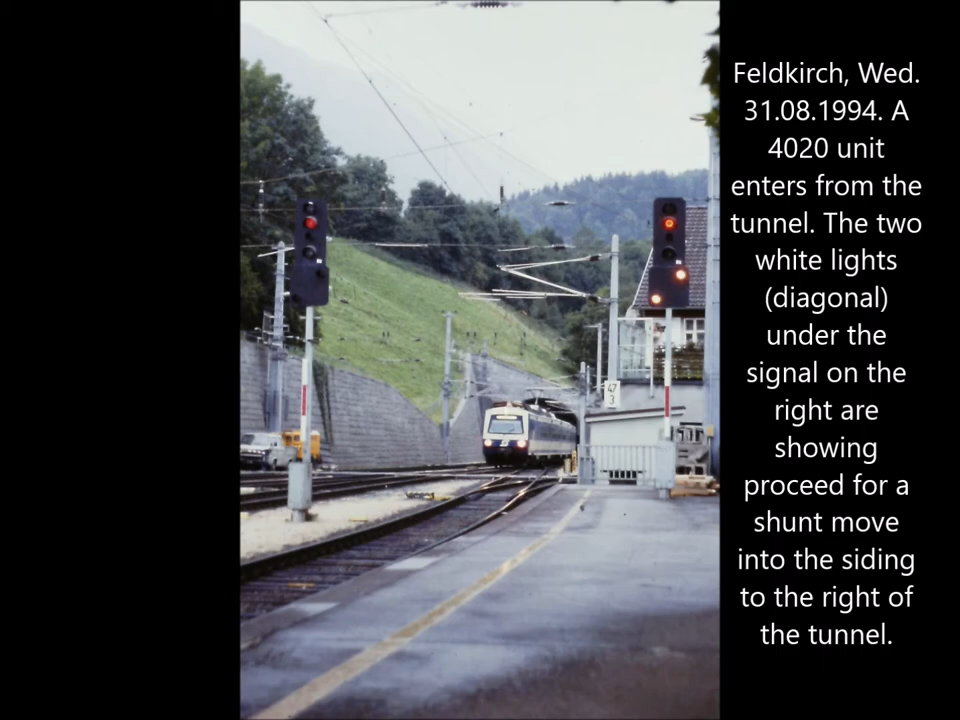 Feldkirch, Wed.
31.08.1994. A
4020 unit
enters from the
tunnel. The two
white lights
(diagonal)
under the
signal on the
right are
showing
proceed for a
shunt move
into the siding
to the right of
the tunnel.
47
3